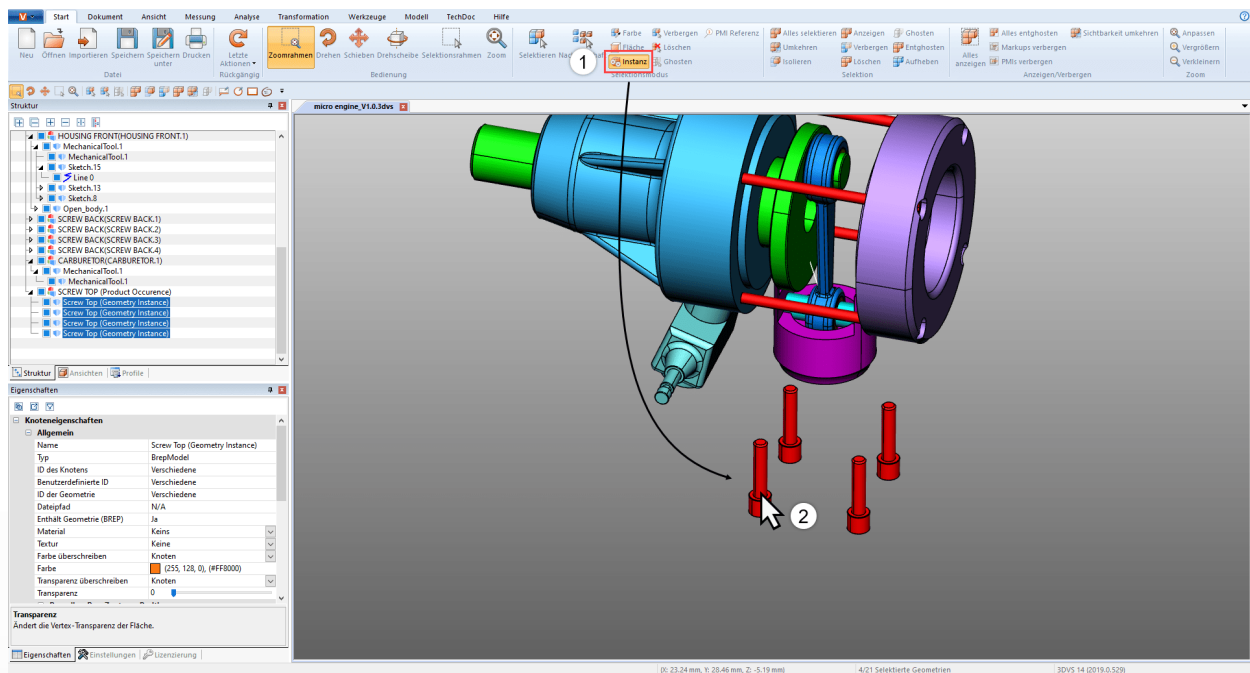 Start Dokument Ansicht Messung Analyse Transformation Werkzeuge Modell TechDoc Hilfe
Neu Öffnen Importieren Speichern Speichern unter Drucken
Datei
Letzte Aktionen
Rückgängig
Zoomrahmen Drehen Schieben Drehscheibe Selektionsrahmen Zoom
Bedienung
Selektieren
1
Farbe Verbergen PMI Referenz
Fläche Löschen
Instanz Ghosten
Selektionsmodus
Alles selektieren Anzeigen Ghosten
Umkehren Verbergen Entghosten
Isolieren Löschen Aufheben
Selektion
Alles anzeigen
Alles entghosten Sichtbarkeit umkehren
Markups verbergen
PMIs verbergen
Anzeigen/Verbergen
Anpassen
Vergrößern
Verkleinern
Zoom
Struktur
micro engine_V1.0.3dvs
HOUSING FRONT(HOUSING FRONT.1)
MechanicalTool.1
MechanicalTool.1
Sketch.15
Line 0
Sketch.13
Sketch.8
Open_body.1
SCREW BACK(SCREW BACK.1)
SCREW BACK(SCREW BACK.2)
SCREW BACK(SCREW BACK.3)
SCREW BACK(SCREW BACK.4)
CARBURETOR(CARBURETOR.1)
MechanicalTool.1
MechanicalTool.1
SCREW TOP (Product Occurence)
Screw Top (Geometry Instance)
Screw Top (Geometry Instance)
Screw Top (Geometry Instance)
Screw Top (Geometry Instance)
Struktur Ansichten Profile
Eigenschaften
Knoteneigenschaften
Allgemein
Name Screw Top (Geometry Instance)
Typ BrepModel
ID des Knotens Verschiedene
Benutzerdefinierte ID Verschiedene
ID der Geometrie Verschiedene
Dateipfad N/A
Enthält Geometrie (BREP) Ja
Material Keins
Textur Keine
Farbe überschreiben Knoten
Farbe (255, 128, 0), (#FF8000)
Transparenz überschreiben Knoten
Transparenz 0
Transparenz
Ändert die Vertex-Transparenz der Fläche.
Eigenschaften Einstellungen Lizenzierung
2
(X: 23.24 mm, Y: 28.46 mm, Z: -5.19 mm) 4/21 Selektierte Geometrien 3DVS 14 (2019.0.529)